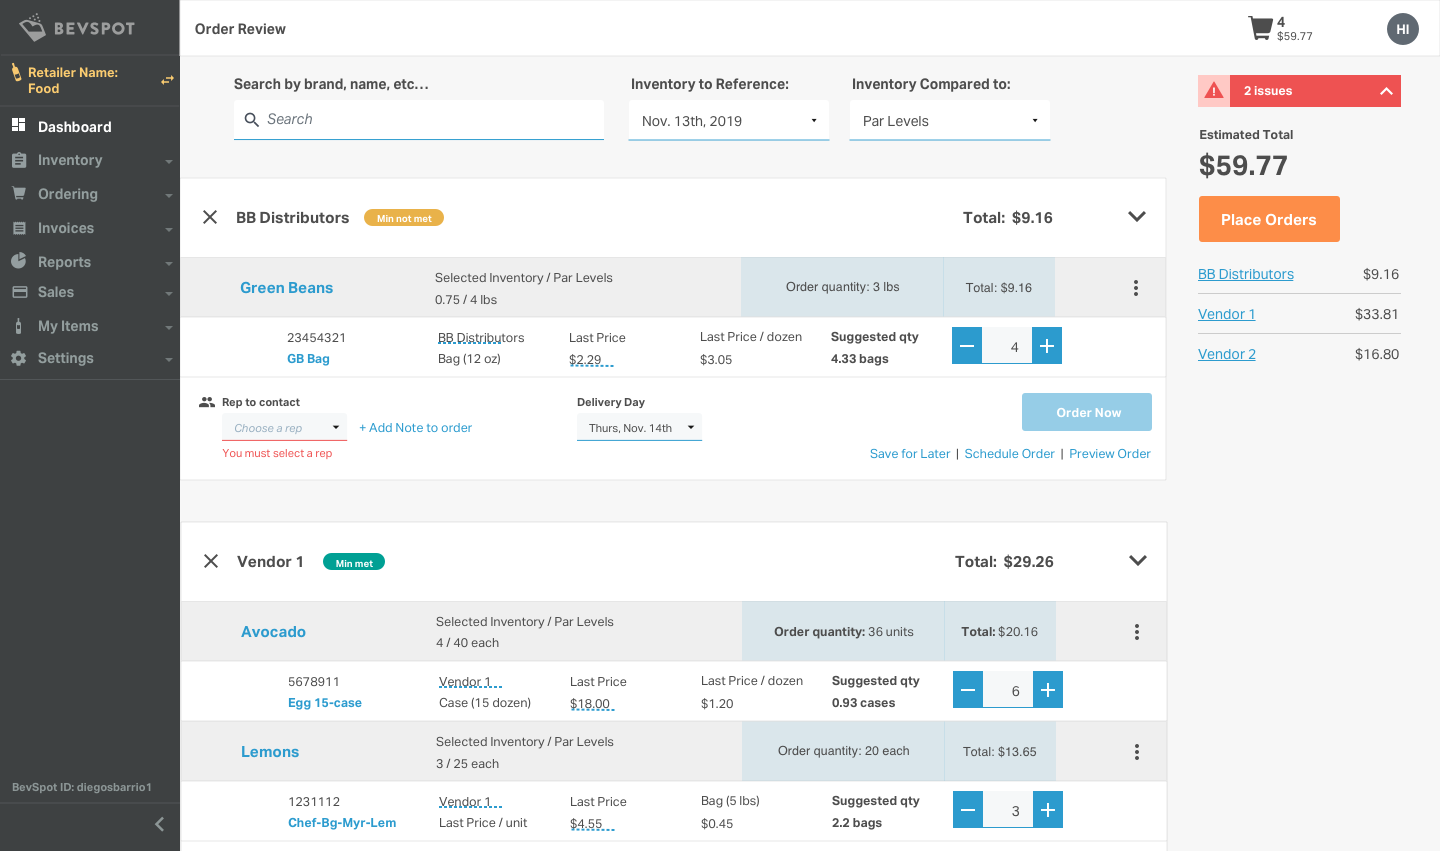 BEVSPOT
Order Review
4
$59.77
HI
Retailer Name:
Food
Dashboard
Inventory
Ordering
Invoices
Reports
Sales
My Items
Settings
BevSpot ID: diegosbarrio1
Search by brand, name, etc...
Search
Inventory to Reference:
Nov. 13th, 2019
Inventory Compared to:
Par Levels
2 issues
Estimated Total
$59.77
Place Orders
BB Distributors $9.16
Vendor 1 $33.81
Vendor 2 $16.80
BB Distributors Min not met Total: $9.16
Green Beans
Selected Inventory / Par Levels
0.75 / 4 lbs
Order quantity: 3 lbs
Total: $9.16
23454321
GB Bag
BB Distributors
Bag (12 oz)
Last Price
$2.29
Last Price / dozen
$3.05
Suggested qty
4.33 bags
4
Rep to contact
Choose a rep
You must select a rep
+ Add Note to order
Delivery Day
Thurs, Nov. 14th
Order Now
Save for Later | Schedule Order | Preview Order
Vendor 1 Min met Total: $29.26
Avocado
Selected Inventory / Par Levels
4 / 40 each
Order quantity: 36 units
Total: $20.16
5678911
Egg 15-case
Vendor 1
Case (15 dozen)
Last Price
$18.00
Last Price / dozen
$1.20
Suggested qty
0.93 cases
6
Lemons
Selected Inventory / Par Levels
3 / 25 each
Order quantity: 20 each
Total: $13.65
1231112
Chef-Bg-Myr-Lem
Vendor 1
Last Price / unit
Last Price
$4.55
Bag (5 lbs)
$0.45
Suggested qty
2.2 bags
3